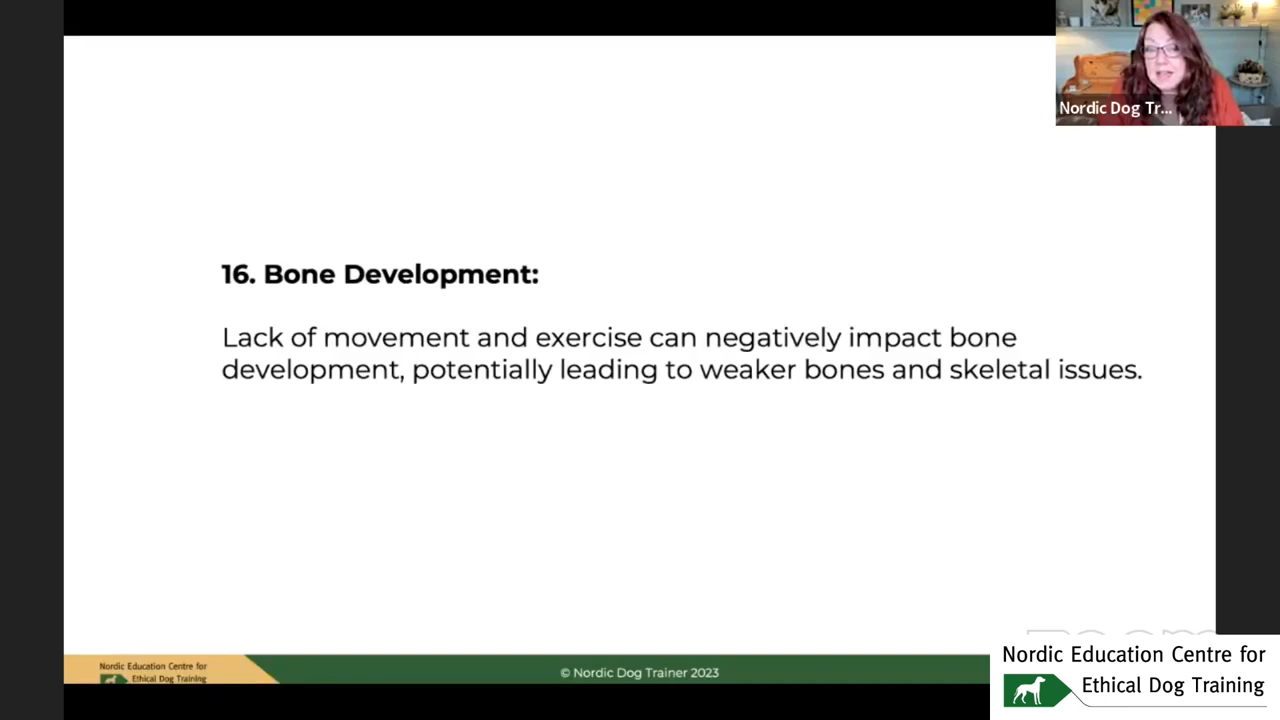 Nordic Dog Tr...
16. Bone Development:
Lack of movement and exercise can negatively impact bone
development, potentially leading to weaker bones and skeletal issues.
Nordic Education Centre for
Ethical Dog Training
© Nordic Dog Trainer 2023
zoom
Nordic Education Centre for
Ethical Dog Training